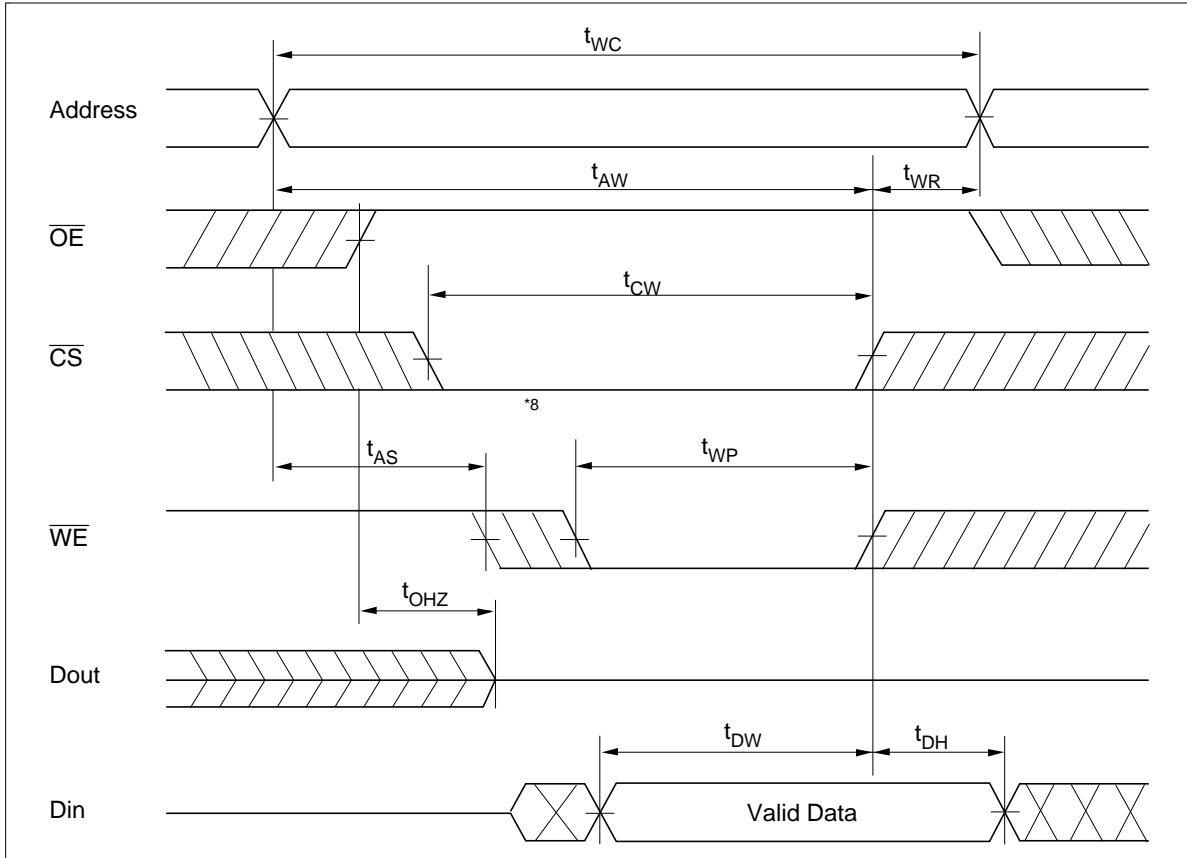 tWC
Address
tAW
tWR
OE
tCW
CS
*8
tAS
tWP
WE
tOHZ
Dout
tDW
tDH
Din
Valid Data